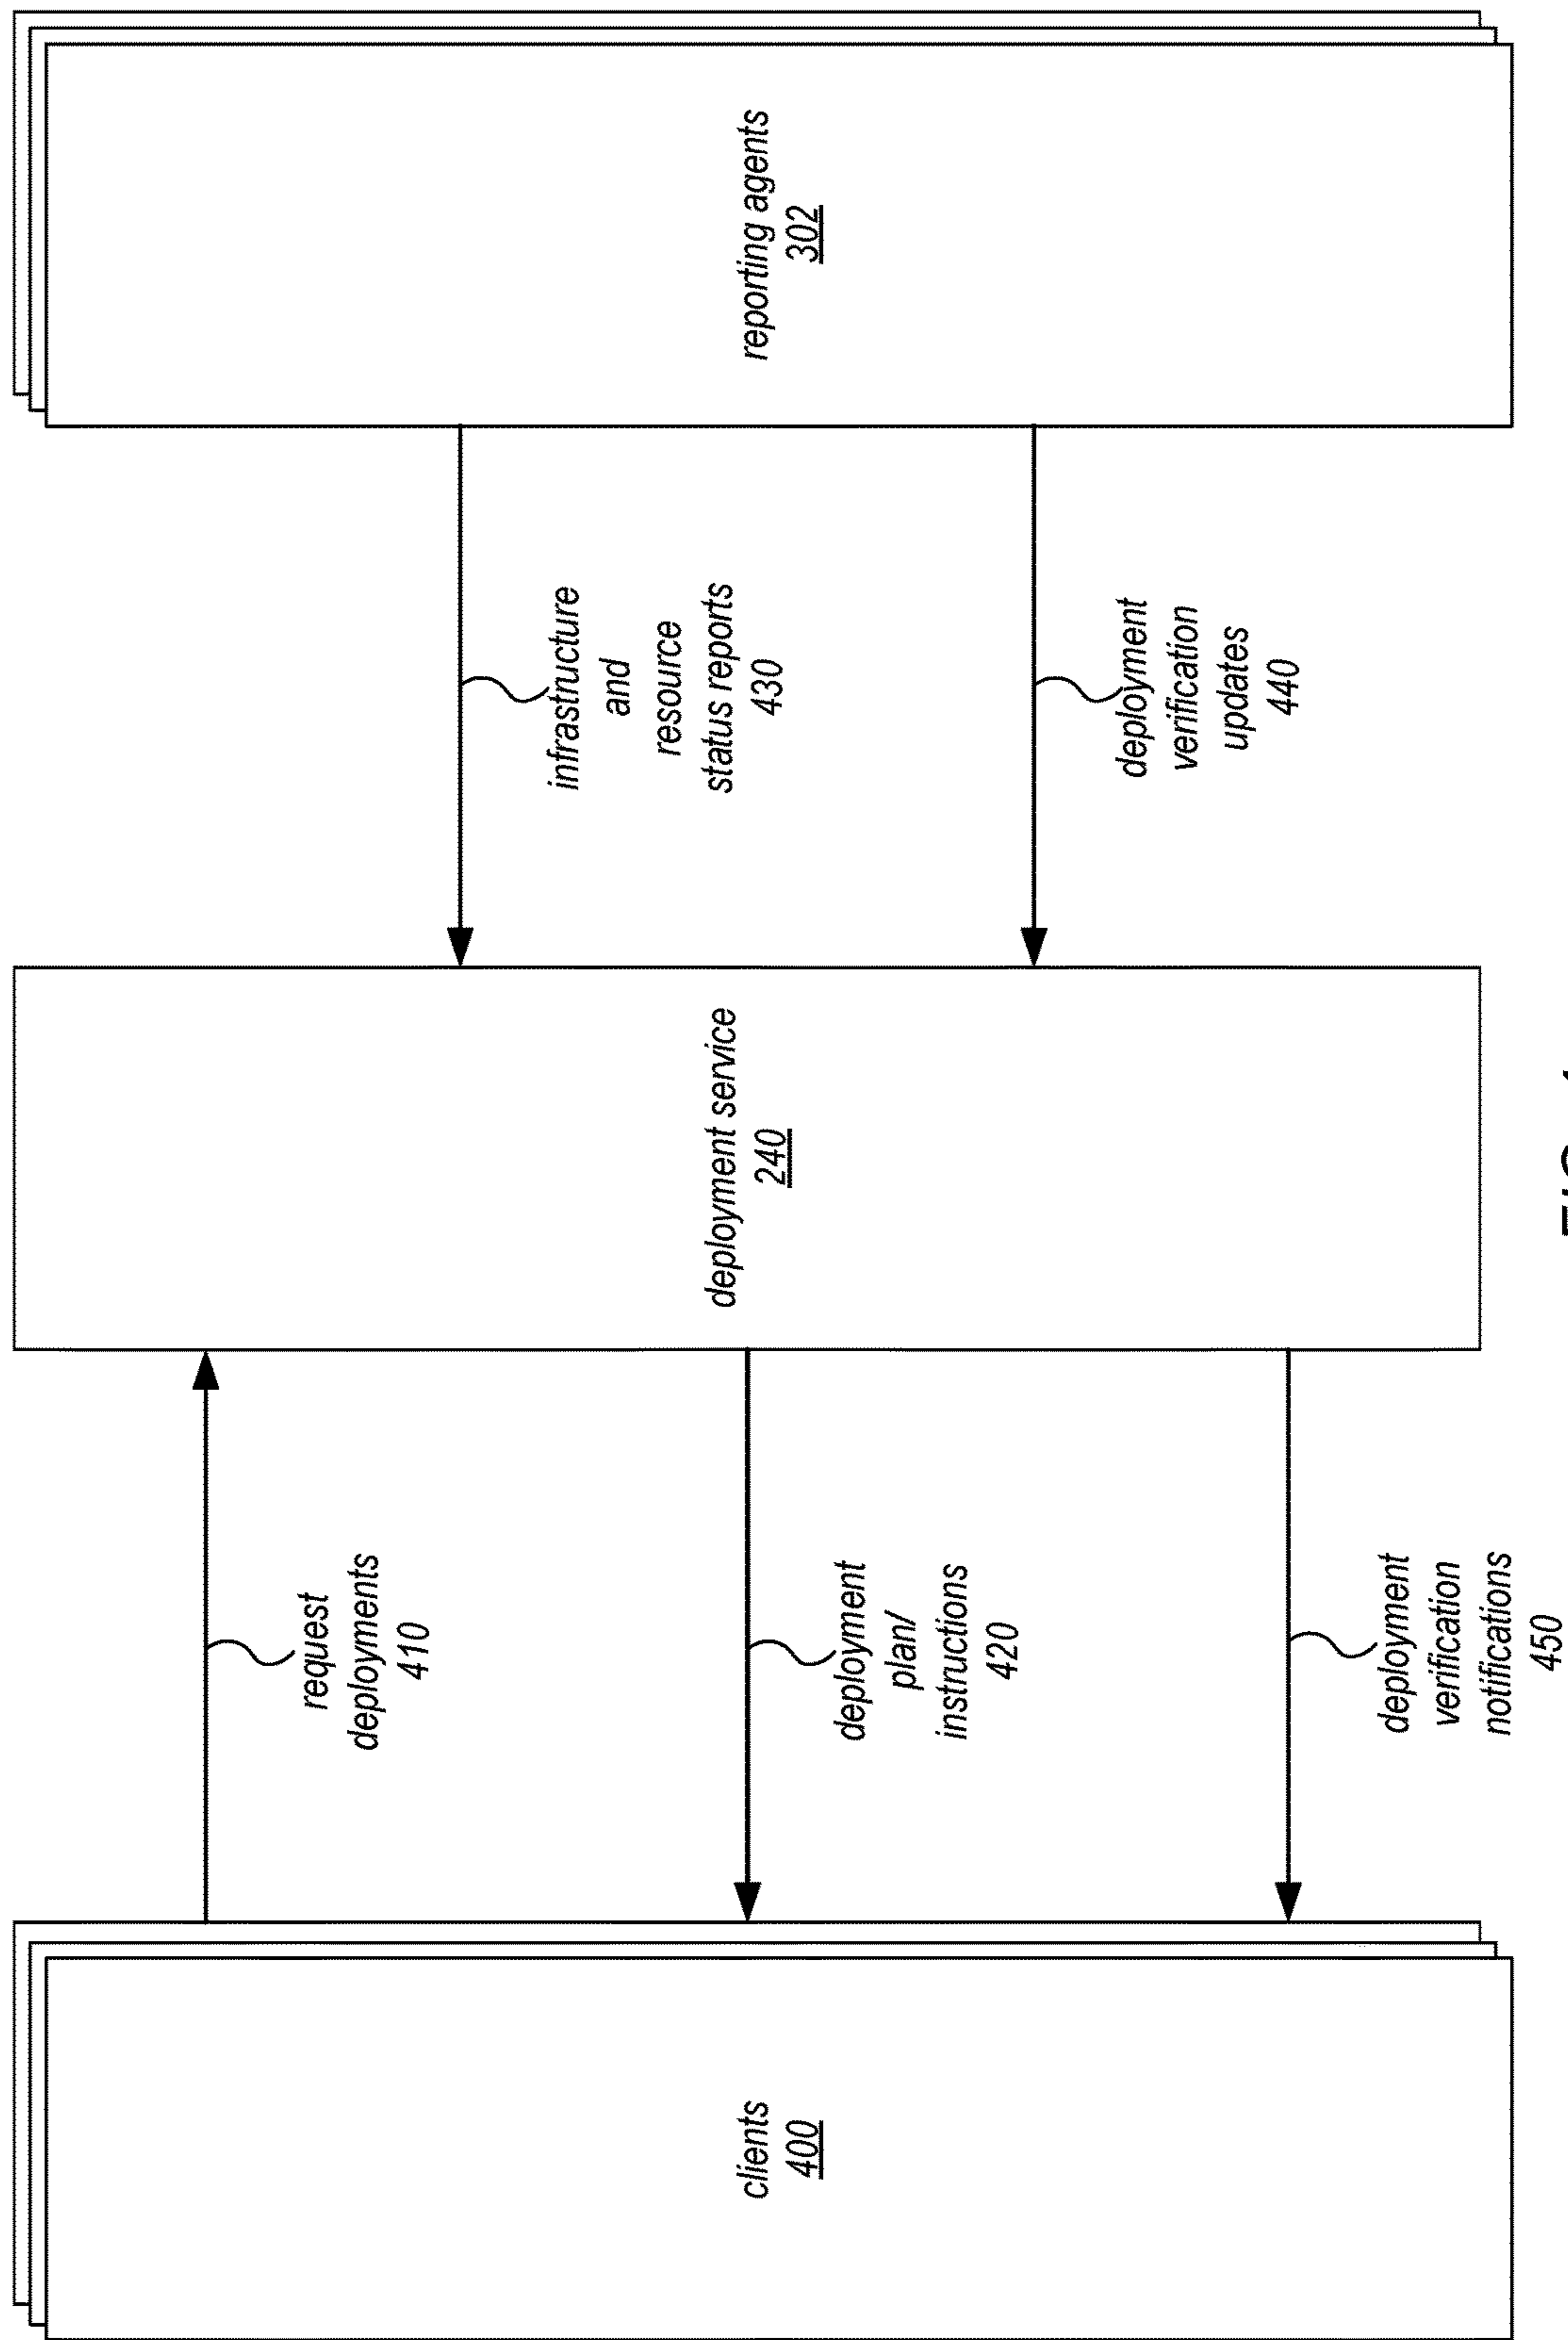 clients
400
request
deployments
410
deployment
plan/
instructions
420
deployment
verification
notifications
450
deployment service
240
infrastructure
and
resource
status reports
430
deployment
verification
updates
440
reporting agents
302